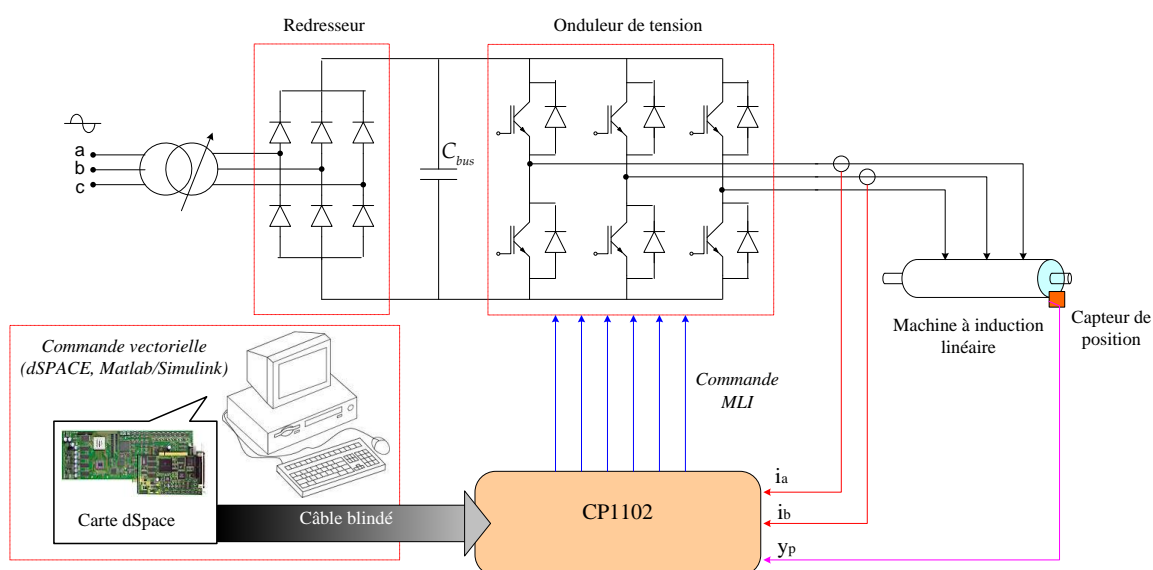 Redresseur
Onduleur de tension
a
b
c
C bus
Machine à induction
linéaire
Capteur de
position
Commande vectorielle
(dSPACE, Matlab/Simulink)
Commande
MLI
Carte dSpace
Câble blindé
CP1102
ia
ib
yp